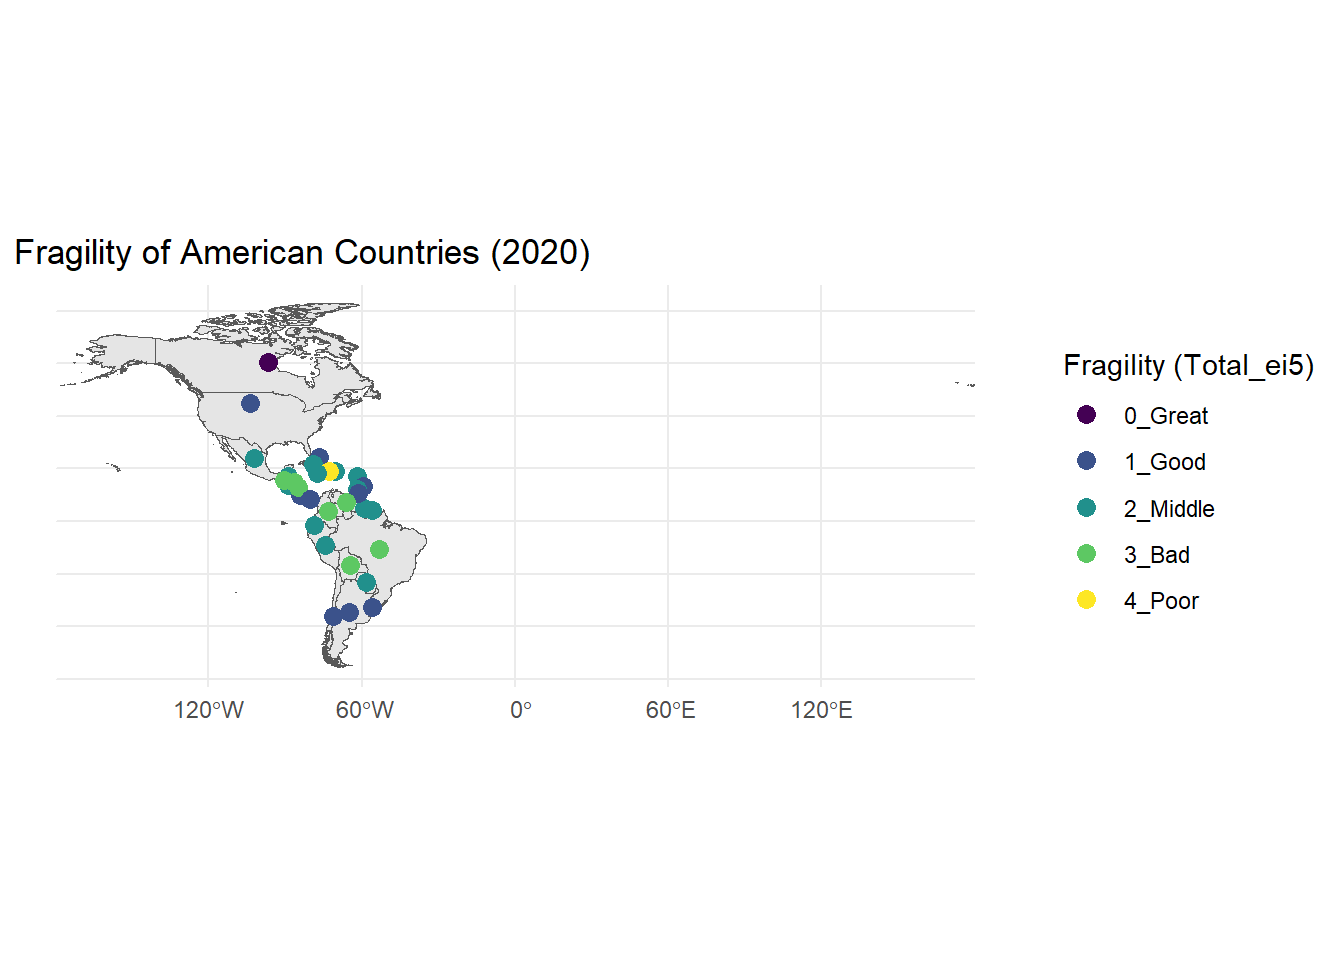 Fragility of American Countries (2020)
Fragility (Total_ei5)
0_Great
1_Good
2_Middle
3_Bad
4_Poor
120°W 60°W 0° 60°E 120°E